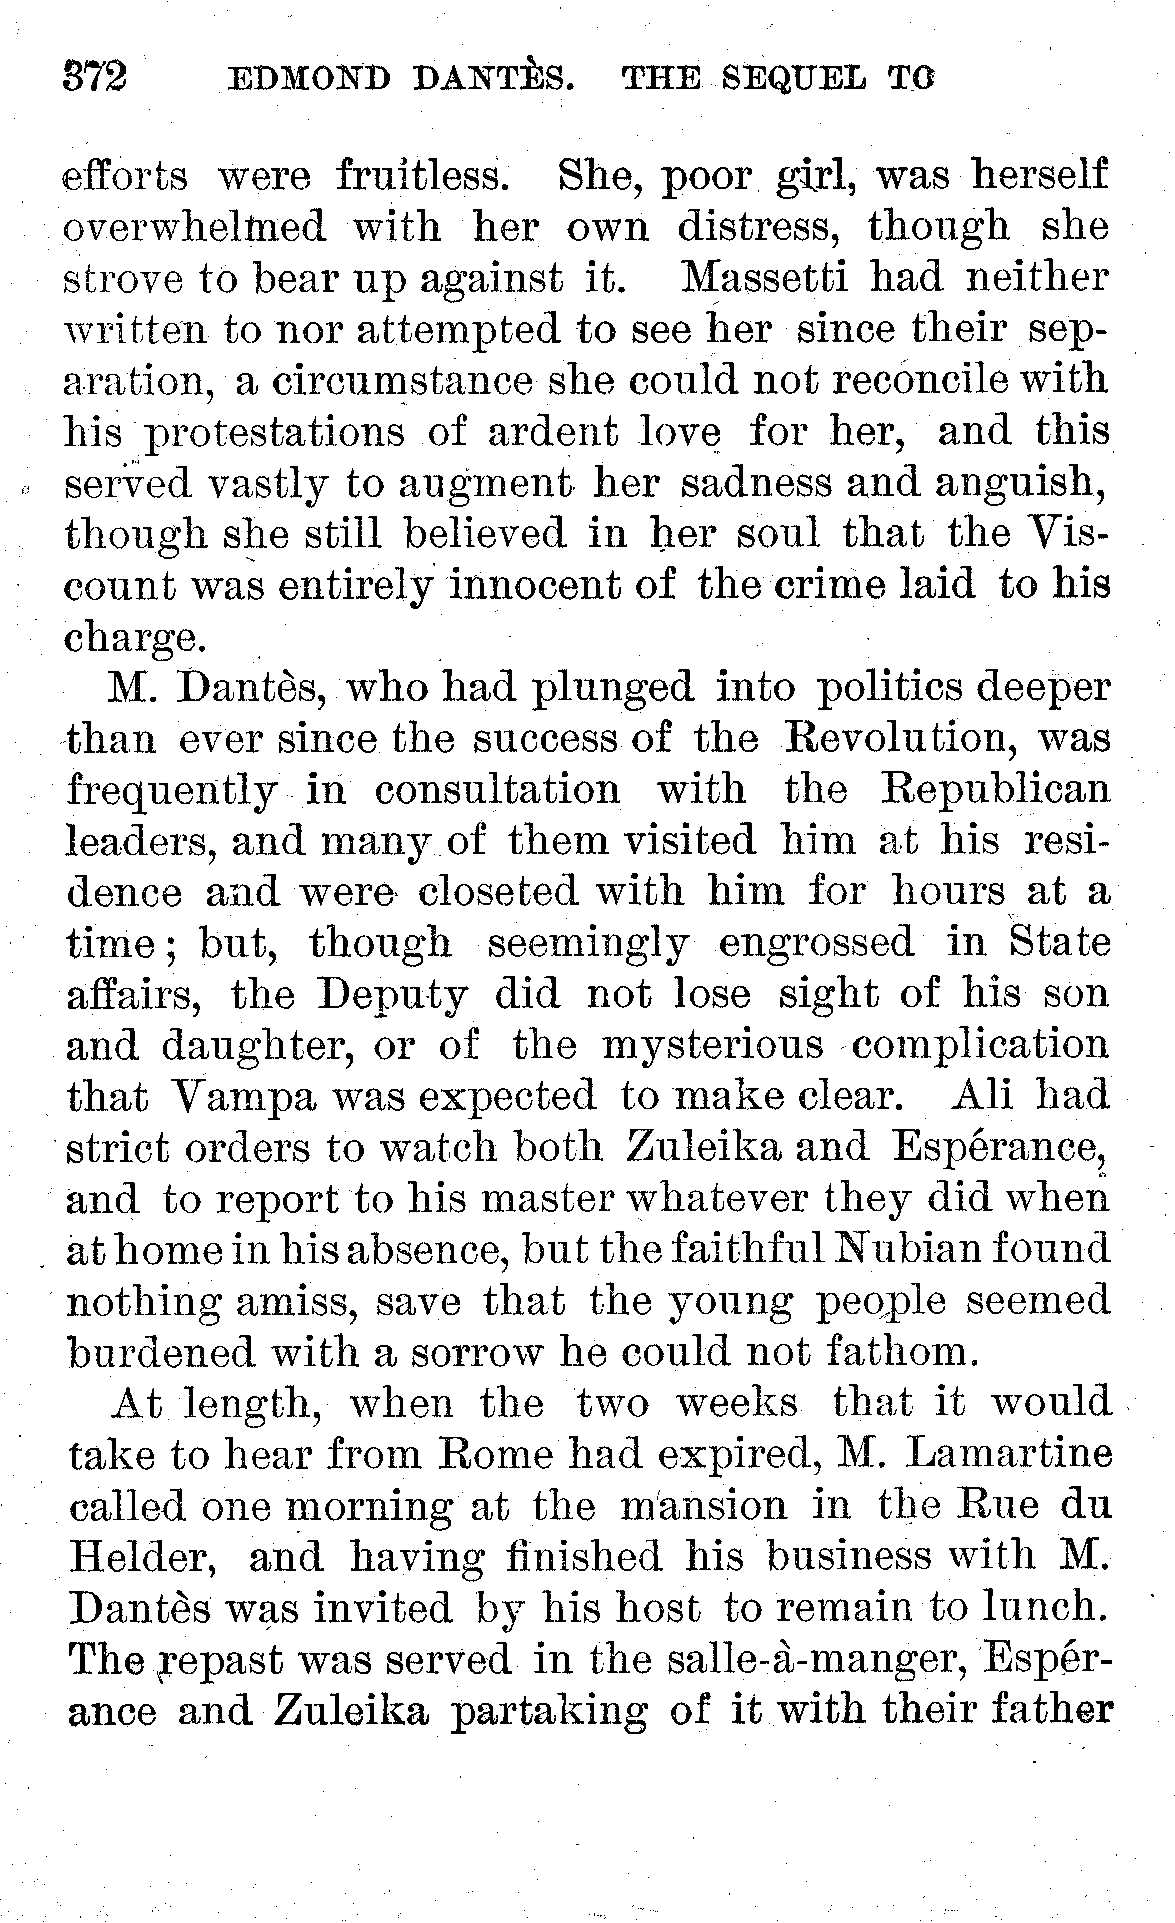 372 EDMOND DANTÈS. THE SEQUEL TO
efforts were fruitless. She, poor girl, was herself
overwhelmed with her own distress, though she
strove to bear up against it. Massetti had neither
written to nor attempted to see her since their sep-
aration, a circumstance she could not reconcile with
his protestations of ardent love for her, and this
served vastly to augment her sadness and anguish,
though she still believed in her soul that the Vis-
count was entirely innocent of the crime laid to his
charge.
M. Dantès, who had plunged into politics deeper
than ever since the success of the Revolution, was
frequently in consultation with the Republican
leaders, and many of them visited him at his resi-
dence and were closeted with him for hours at a
time; but, though seemingly engrossed in State
affairs, the Deputy did not lose sight of his son
and daughter, or of the mysterious complication
that Vampa was expected to make clear. Ali had
strict orders to watch both Zuleika and Espérance,
and to report to his master whatever they did when
at home in his absence, but the faithful Nubian found
nothing amiss, save that the young people seemed
burdened with a sorrow he could not fathom.
At length, when the two weeks that it would
take to hear from Rome had expired, M. Lamartine
called one morning at the mansion in the Rue du
Helder, and having finished his business with M.
Dantès was invited by his host to remain to lunch.
The repast was served in the salle-à-manger, Espér-
ance and Zuleika partaking of it with their father